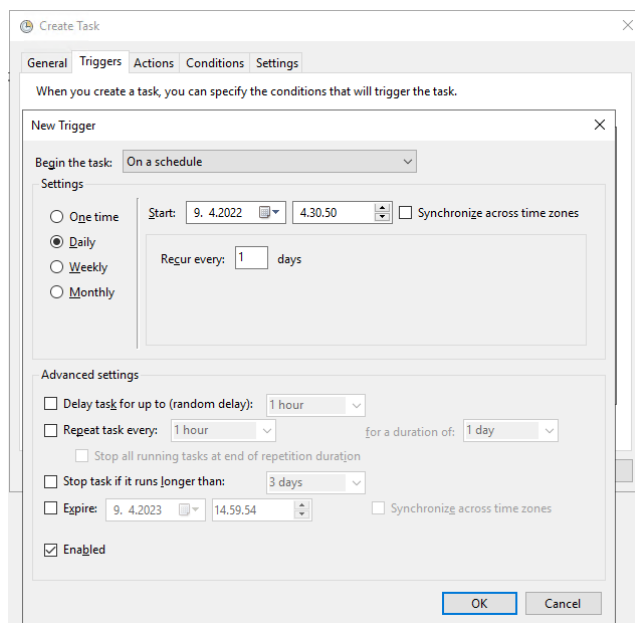 Create Task
General Triggers Actions Conditions Settings
When you create a task, you can specify the conditions that will trigger the task.
New Trigger
Begin the task: On a schedule
Settings
One time
Start: 9. 4.2022 4.30.50 Synchronize across time zones
Daily
Recur every: 1 days
Weekly
Monthly
Advanced settings
Delay task for up to (random delay): 1 hour
Repeat task every: 1 hour for a duration of: 1 day
Stop all running tasks at end of repetition duration
Stop task if it runs longer than: 3 days
Expire: 9. 4.2023 14.59.54 Synchronize across time zones
Enabled
OK Cancel